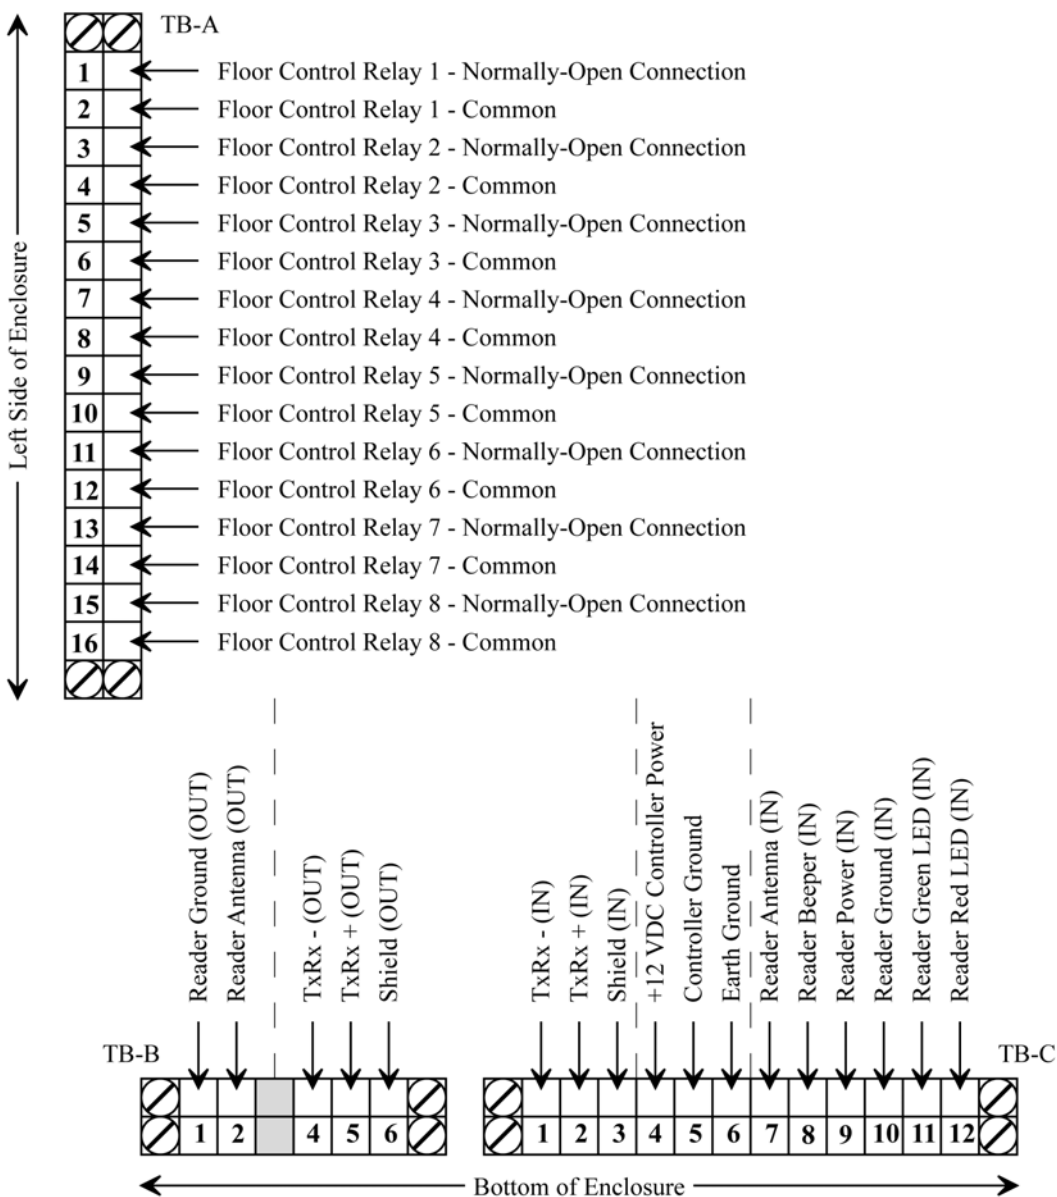 TB-A
1 Floor Control Relay 1 - Normally-Open Connection
2 Floor Control Relay 1 - Common
3 Floor Control Relay 2 - Normally-Open Connection
4 Floor Control Relay 2 - Common
5 Floor Control Relay 3 - Normally-Open Connection
6 Floor Control Relay 3 - Common
7 Floor Control Relay 4 - Normally-Open Connection
8 Floor Control Relay 4 - Common
9 Floor Control Relay 5 - Normally-Open Connection
10 Floor Control Relay 5 - Common
11 Floor Control Relay 6 - Normally-Open Connection
12 Floor Control Relay 6 - Common
13 Floor Control Relay 7 - Normally-Open Connection
14 Floor Control Relay 7 - Common
15 Floor Control Relay 8 - Normally-Open Connection
16 Floor Control Relay 8 - Common
Left Side of Enclosure
Reader Ground (OUT)
Reader Antenna (OUT)
TxRx - (OUT)
TxRx + (OUT)
Shield (OUT)
TxRx - (IN)
TxRx + (IN)
Shield (IN)
+12 VDC Controller Power
Controller Ground
Earth Ground
Reader Antenna (IN)
Reader Beeper (IN)
Reader Power (IN)
Reader Ground (IN)
Reader Green LED (IN)
Reader Red LED (IN)
TB-B
TB-C
1 2 4 5 6
1 2 3 4 5 6 7 8 9 10 11 12
Bottom of Enclosure